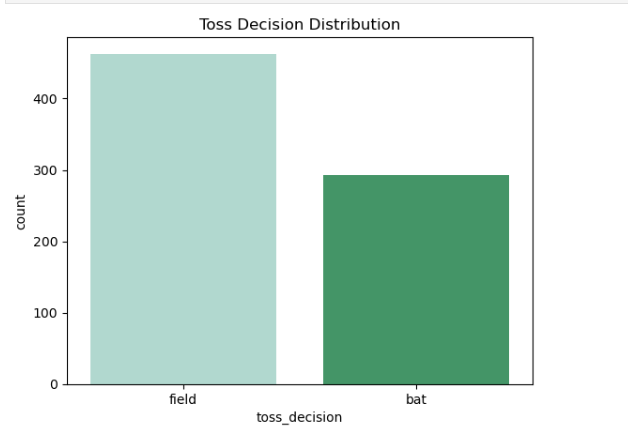 Toss Decision Distribution
400
300
200
100
0
count
field
bat
toss_decision